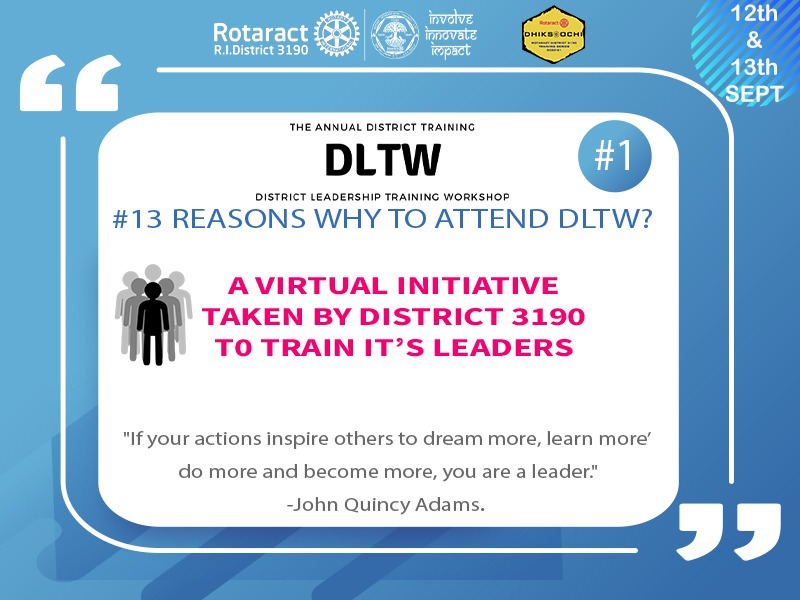 Rotaract
R.I.District 3190
involve
innovate
impact
Rotaract
DHIKSOOCHI
12th
&
13th
SEPT
THE ANNUAL DISTRICT TRAINING
DLTW
#1
DISTRICT LEADERSHIP TRAINING WORKSHOP
#13 REASONS WHY TO ATTEND DLTW?
A VIRTUAL INITIATIVE
TAKEN BY DISTRICT 3190
T0 TRAIN IT’S LEADERS
"If your actions inspire others to dream more, learn more’
do more and become more, you are a leader."
-John Quincy Adams.